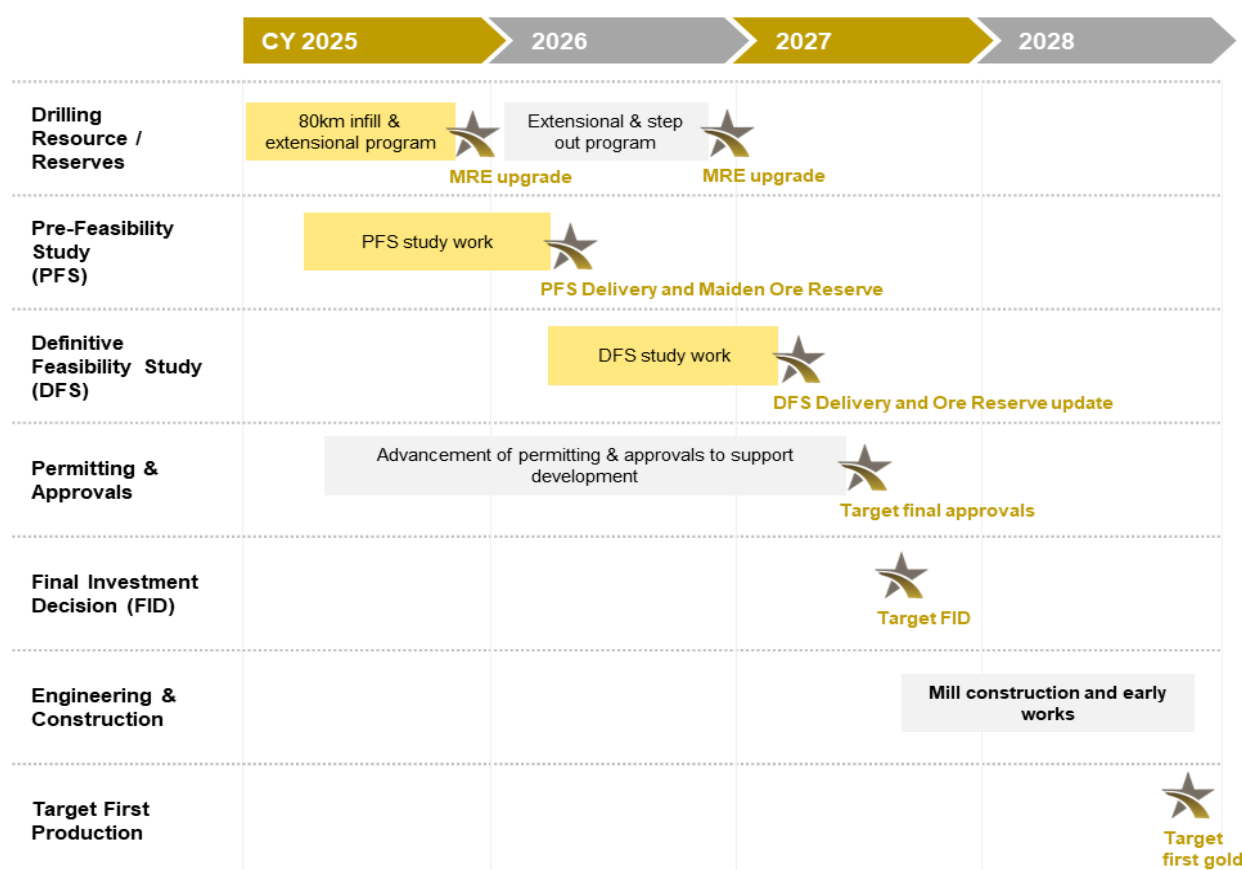 CY 2025
2026
2027
2028
Drilling
Resource /
Reserves
80km infill &
extensional program
MRE upgrade
Extensional & step
out program
MRE upgrade
Pre-Feasibility
Study
(PFS)
PFS study work
PFS Delivery and Maiden Ore Reserve
Definitive
Feasibility Study
(DFS)
DFS study work
DFS Delivery and Ore Reserve update
Permitting &
Approvals
Advancement of permitting & approvals to support
development
Target final approvals
Final Investment
Decision (FID)
Target FID
Engineering &
Construction
Mill construction and early
works
Target First
Production
Target
first gold